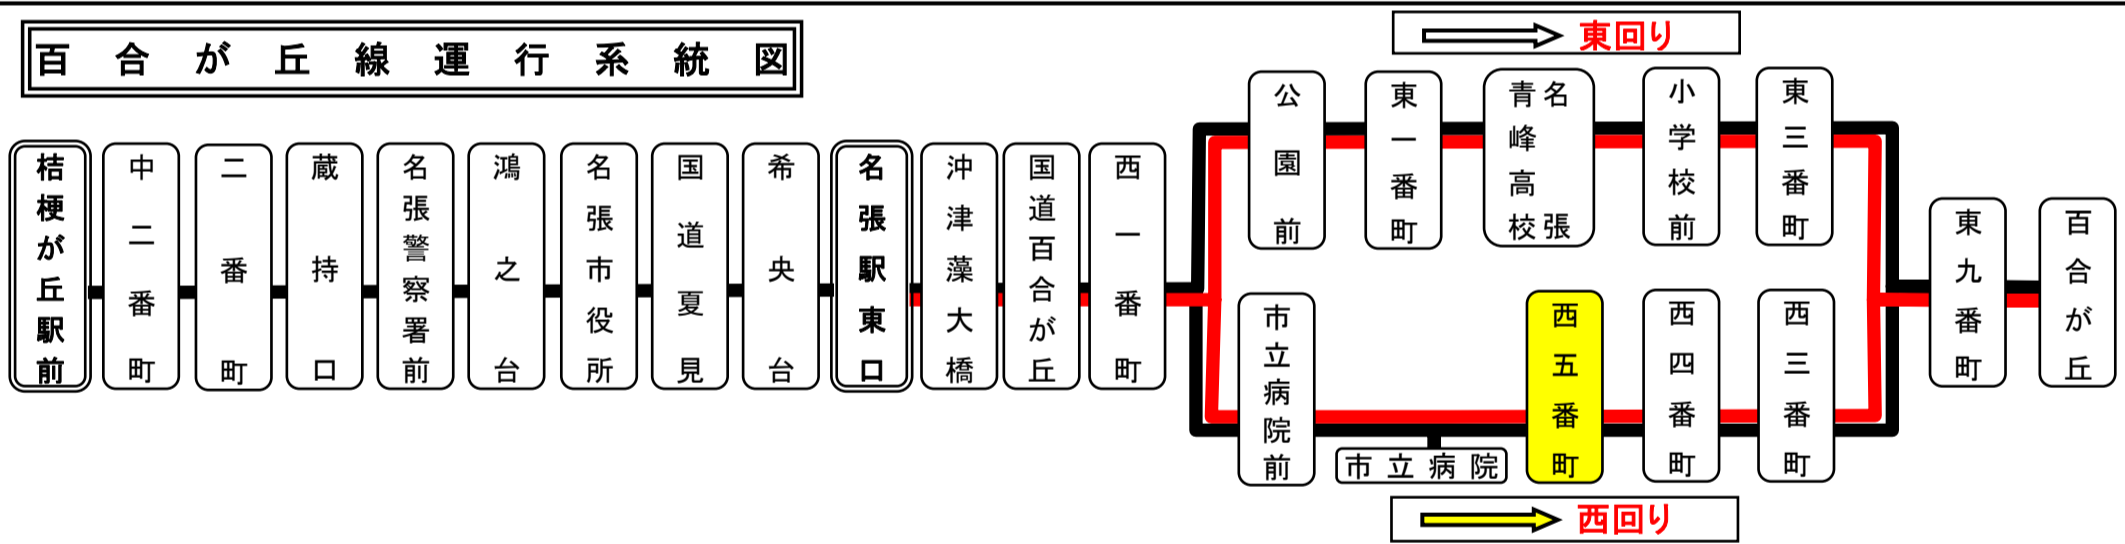 百合が丘線運行系統図
東回り
桔梗が丘駅前
中二番町
二番町
蔵持口
名張警察署前
鴻之台
名張市役所
国道夏見
希央台
名張駅東口
沖津藻大橋
国道百合が丘
西一番町
公園前
東一番町
名張
青峰高校
小学校前
東三番町
市立病院前
市立病院
西五番町
西四番町
西三番町
東九番町
百合が丘
西回り